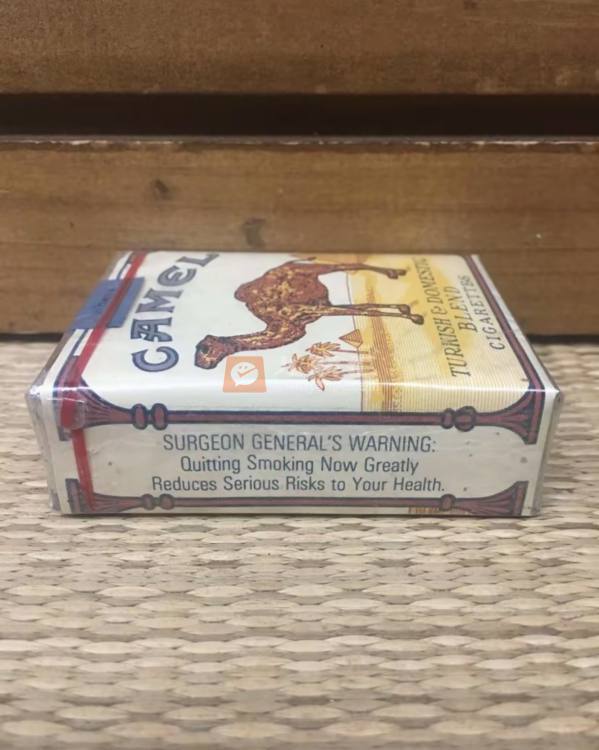 CAMEL
TURKISH & DOMESTIC
BLEND
CIGARETTES
SURGEON GENERAL'S WARNING:
Quitting Smoking Now Greatly
Reduces Serious Risks to Your Health.